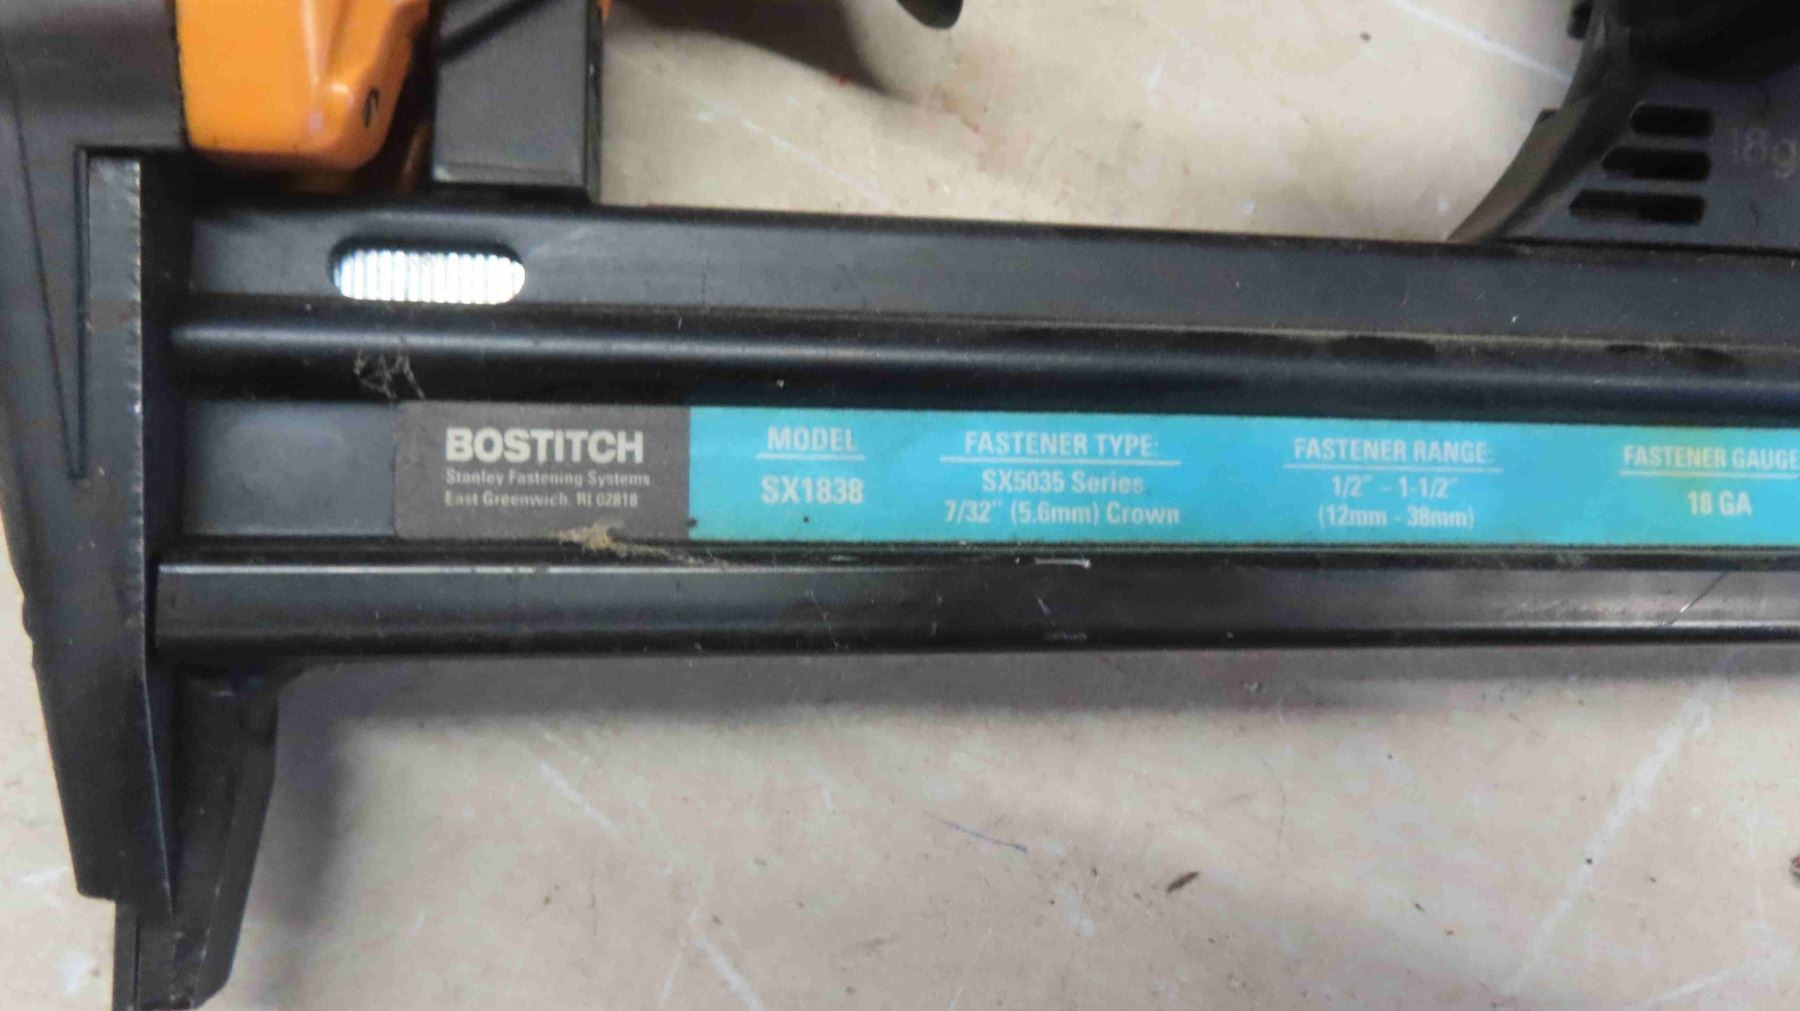 18g
BOSTITCH
Stanley Fastening Systems
East Greenwich, RI 02818
MODEL
SX1838
FASTENER TYPE:
SX5035 Series
7/32" (5.6mm) Crown
FASTENER RANGE:
1/2" - 1-1/2"
(12mm - 38mm)
FASTENER GAUGE
18 GA